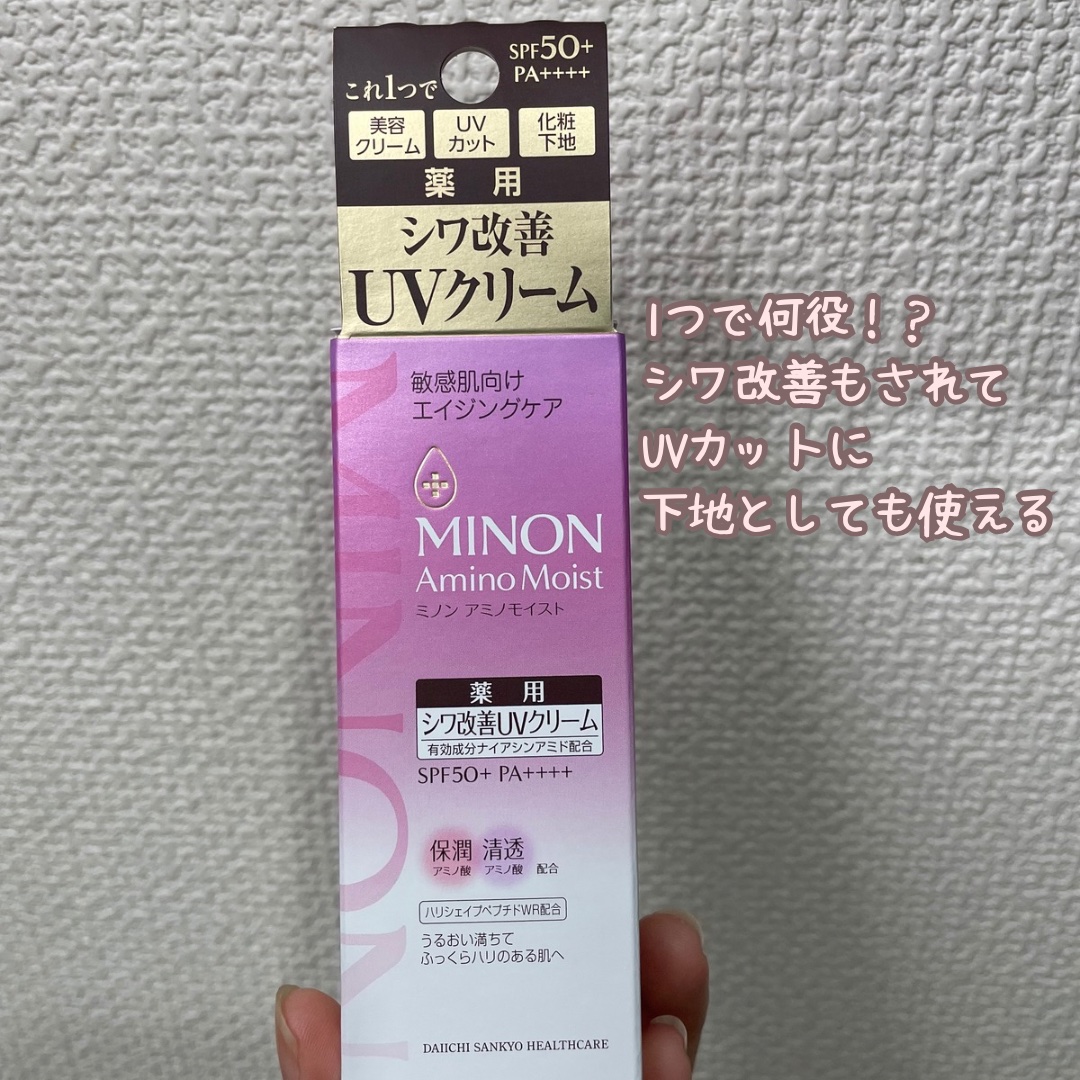 SPF50+
PA++++
これ1つで
美容
クリーム
UV
カット
化粧
下地
薬 用
シワ改善
UVクリーム
1つで何役!?
シワ改善もされて
UVカットに
下地としても使える
敏感肌向け
エイジングケア
MINON
Amino Moist
ミノン アミノモイスト
MINON
薬 用
シワ改善UVクリーム
有効成分ナイアシンアミド配合
SPF50+ PA++++
保潤 清透
アミノ酸 アミノ酸 配合
ハリシェイプペプチドWR配合
うるおい満ちて
ふっくらハリのある肌へ
DAIICHI SANKYO HEALTHCARE